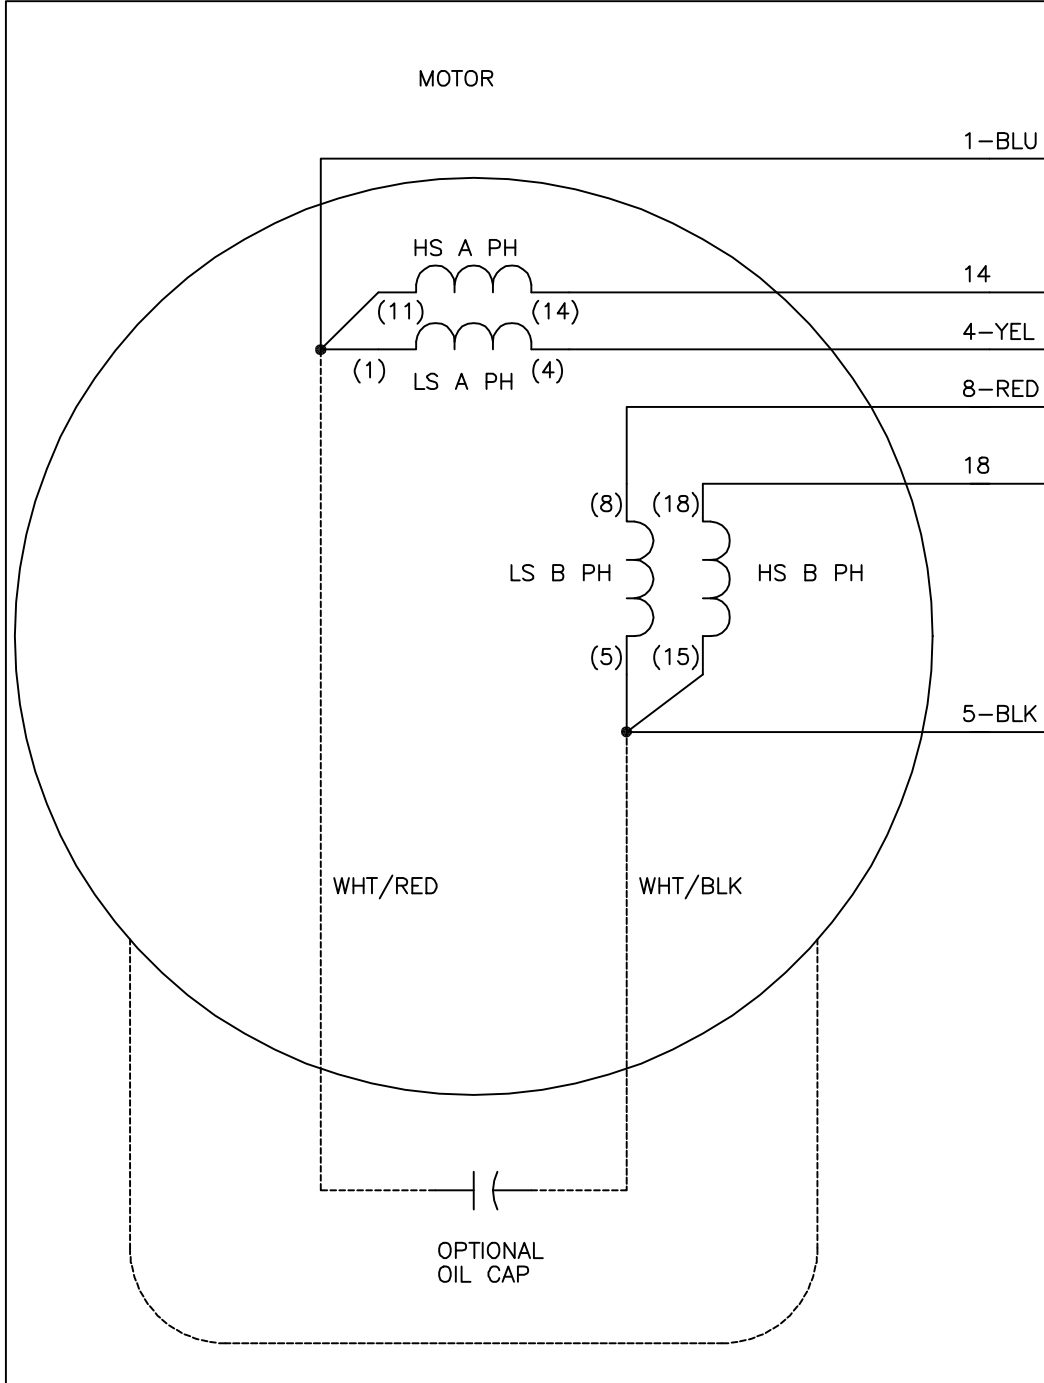 MOTOR
1-BLU
HS A PH
14
(11)
(14)
4-YEL
(1)
LS A PH
(4)
8-RED
18
(8)
(18)
LS B PH
HS B PH
(5)
(15)
5-BLK
WHT/RED
WHT/BLK
OPTIONAL
OIL CAP